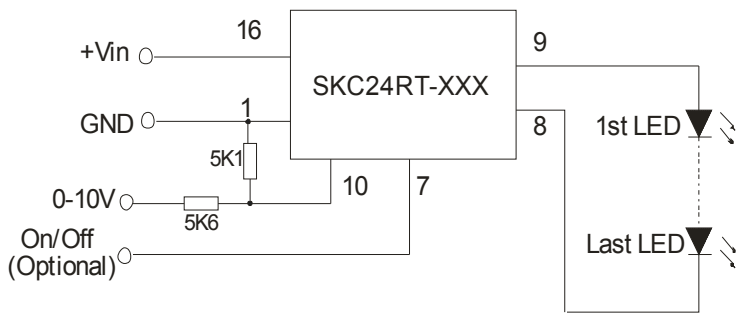 16
9
+Vin
SKC24RT-XXX
GND
1
8
1st LED
5K1
10
7
0-10V
5K6
On/Off
(Optional)
Last LED